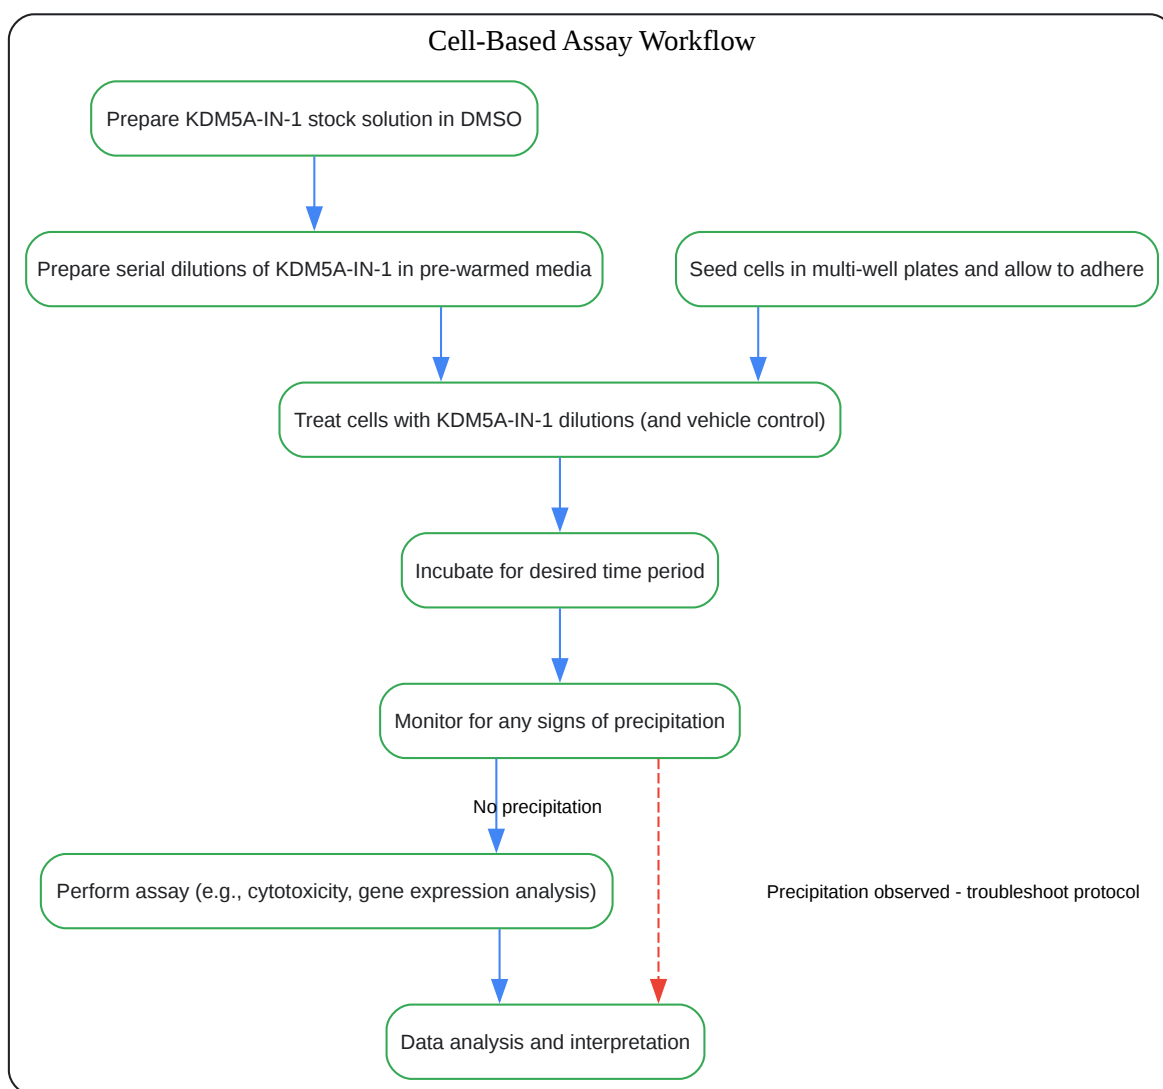 Cell-Based Assay Workflow
Prepare KDM5A-IN-1 stock solution in DMSO
Prepare serial dilutions of KDM5A-IN-1 in pre-warmed media
Seed cells in multi-well plates and allow to adhere
Treat cells with KDM5A-IN-1 dilutions (and vehicle control)
Incubate for desired time period
Monitor for any signs of precipitation
No precipitation
Perform assay (e.g., cytotoxicity, gene expression analysis)
Precipitation observed - troubleshoot protocol
Data analysis and interpretation